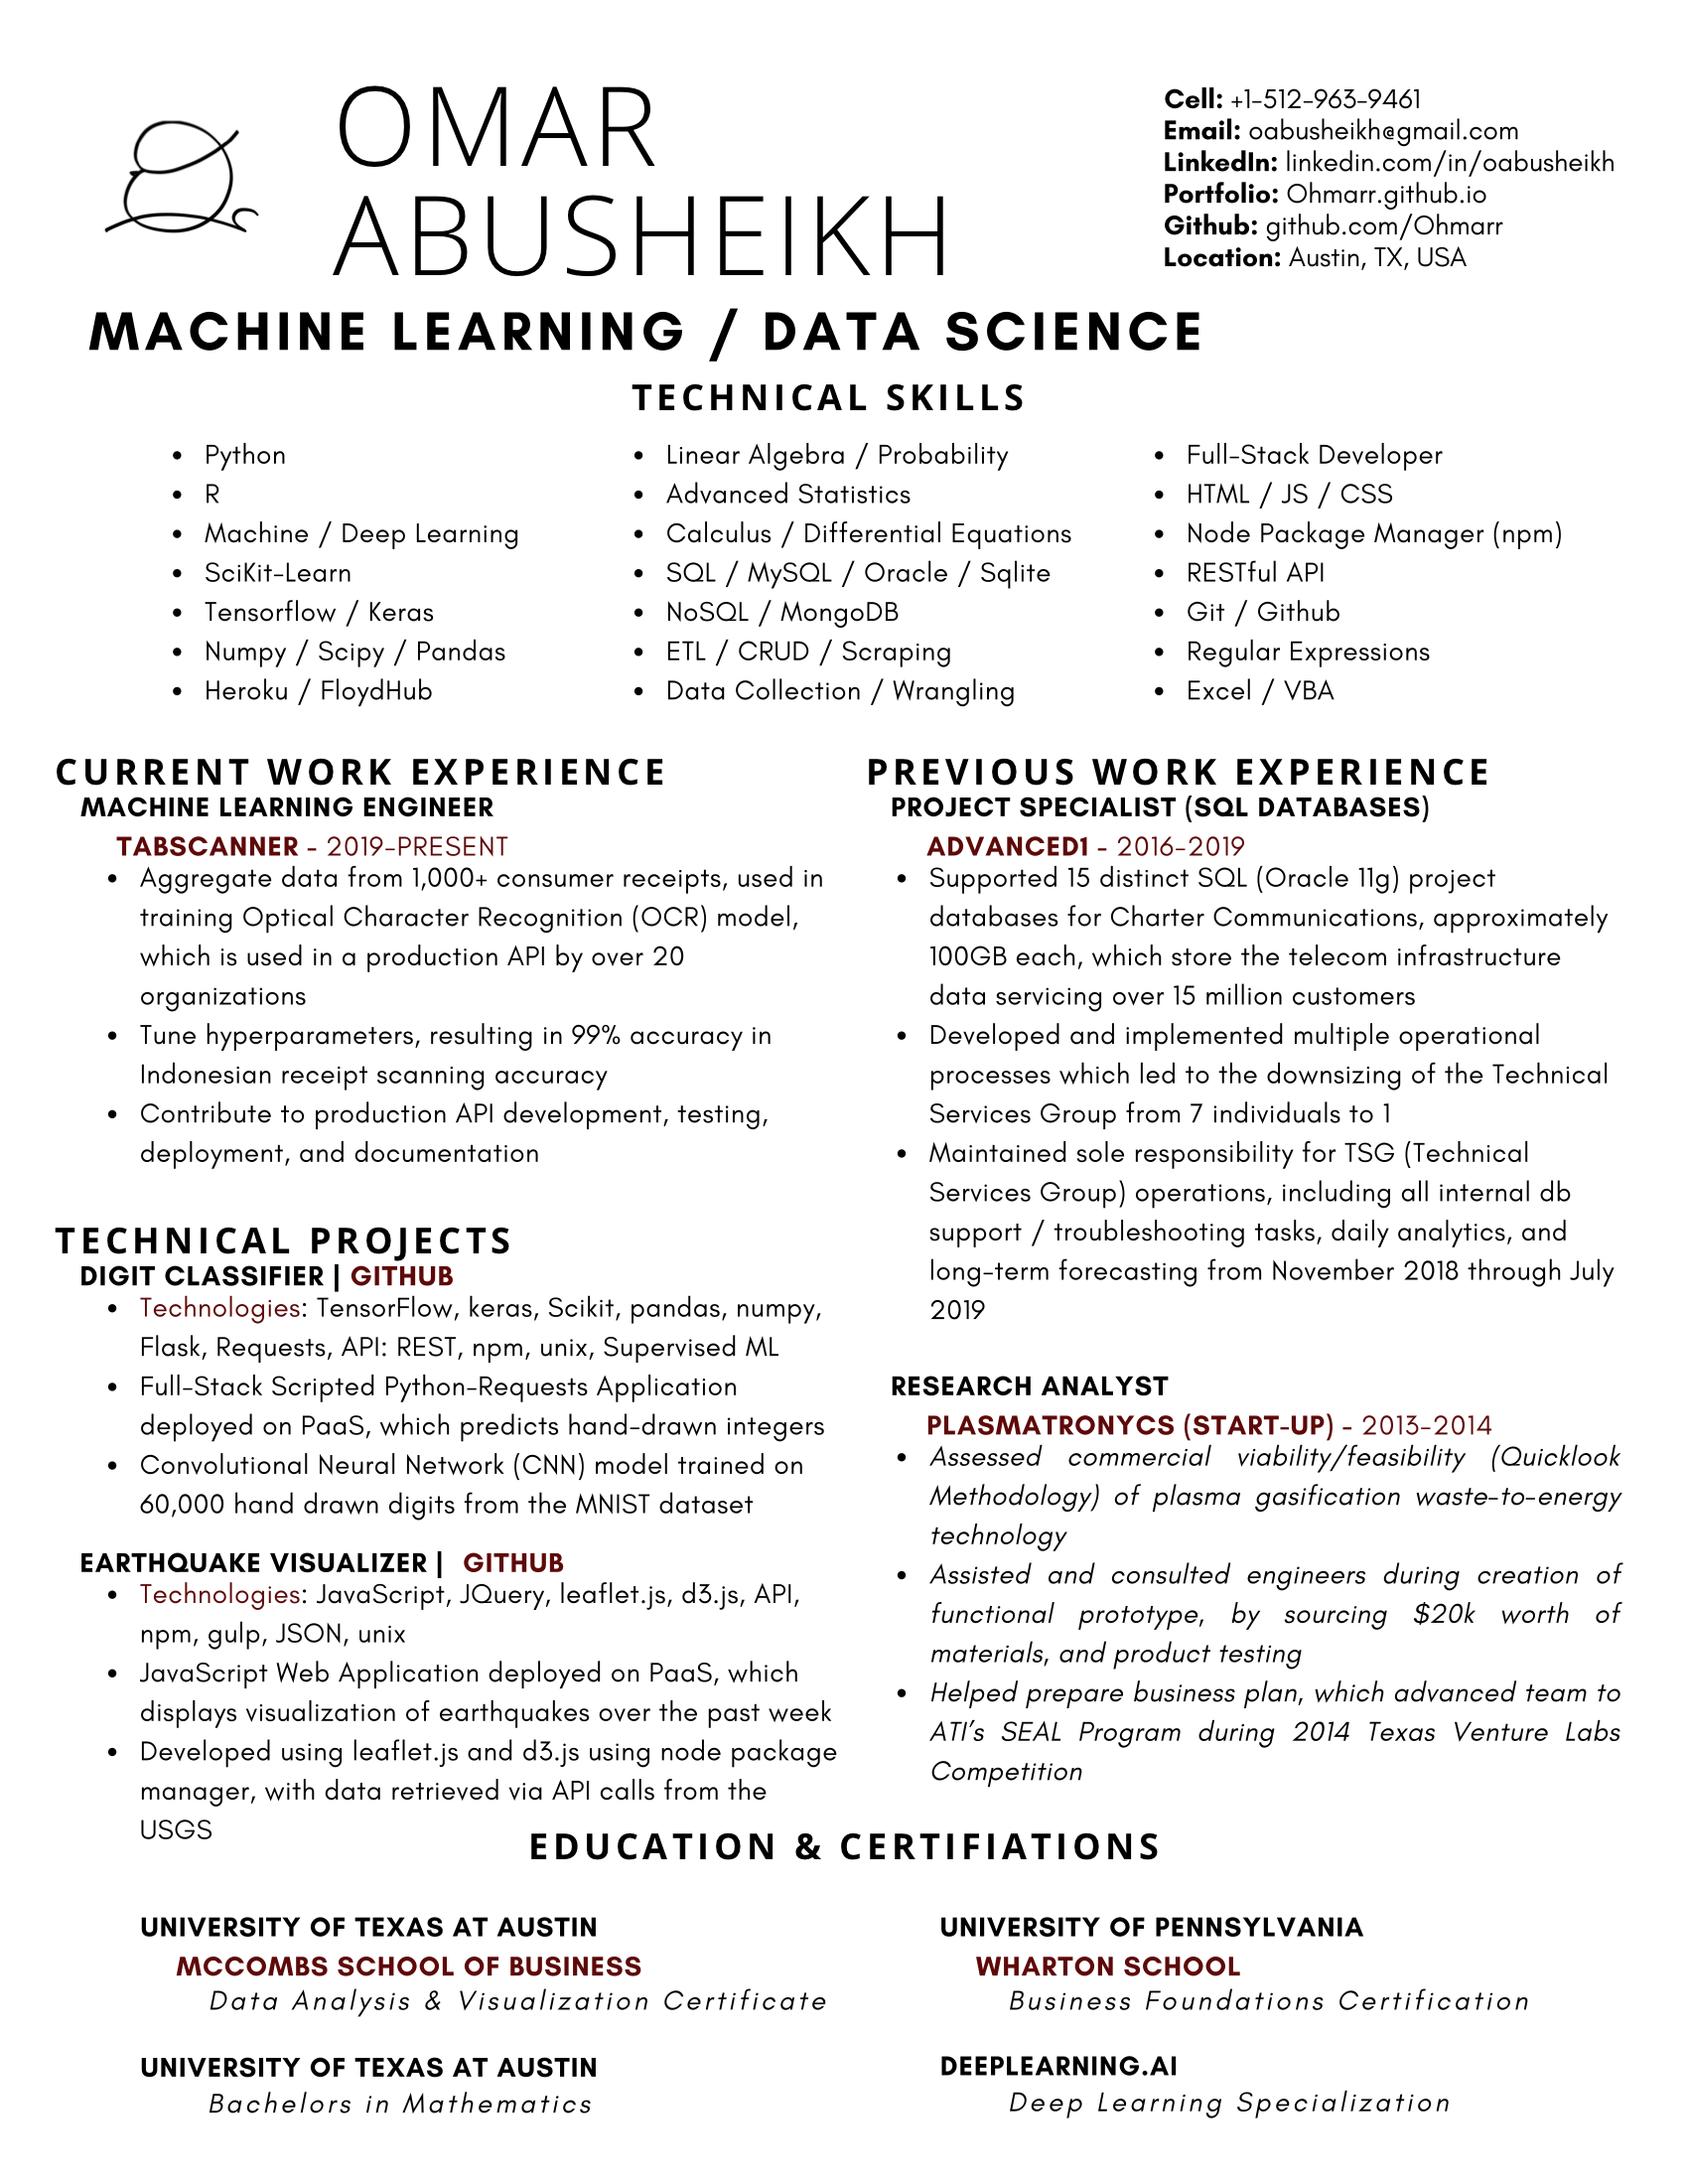 OMAR
ABUSHEIKH
Cell: +1-512-963-9461
Email: oabusheikh@gmail.com
LinkedIn: linkedin.com/in/oabusheikh
Portfolio: Ohmarr.github.io
Github: github.com/Ohmarr
Location: Austin, TX, USA
MACHINE LEARNING / DATA SCIENCE
TECHNICAL SKILLS
• Python
• R
• Machine / Deep Learning
• SciKit-Learn
• Tensorflow / Keras
• Numpy / Scipy / Pandas
• Heroku / FloydHub
• Linear Algebra / Probability
• Advanced Statistics
• Calculus / Differential Equations
• SQL / MySQL / Oracle / Sqlite
• NoSQL / MongoDB
• ETL / CRUD / Scraping
• Data Collection / Wrangling
• Full-Stack Developer
• HTML / JS / CSS
• Node Package Manager (npm)
• RESTful API
• Git / Github
• Regular Expressions
• Excel / VBA
CURRENT WORK EXPERIENCE
MACHINE LEARNING ENGINEER
TABSCANNER - 2019-PRESENT
• Aggregate data from 1,000+ consumer receipts, used in
training Optical Character Recognition (OCR) model,
which is used in a production API by over 20
organizations
• Tune hyperparameters, resulting in 99% accuracy in
Indonesian receipt scanning accuracy
• Contribute to production API development, testing,
deployment, and documentation
TECHNICAL PROJECTS
DIGIT CLASSIFIER | GITHUB
• Technologies: TensorFlow, keras, Scikit, pandas, numpy,
Flask, Requests, API: REST, npm, unix, Supervised ML
• Full-Stack Scripted Python-Requests Application
deployed on PaaS, which predicts hand-drawn integers
• Convolutional Neural Network (CNN) model trained on
60,000 hand drawn digits from the MNIST dataset
EARTHQUAKE VISUALIZER | GITHUB
• Technologies: JavaScript, JQuery, leaflet.js, d3.js, API,
npm, gulp, JSON, unix
• JavaScript Web Application deployed on PaaS, which
displays visualization of earthquakes over the past week
• Developed using leaflet.js and d3.js using node package
manager, with data retrieved via API calls from the
USGS
PREVIOUS WORK EXPERIENCE
PROJECT SPECIALIST (SQL DATABASES)
ADVANCED1 - 2016-2019
• Supported 15 distinct SQL (Oracle 11g) project
databases for Charter Communications, approximately
100GB each, which store the telecom infrastructure
data servicing over 15 million customers
• Developed and implemented multiple operational
processes which led to the downsizing of the Technical
Services Group from 7 individuals to 1
• Maintained sole responsibility for TSG (Technical
Services Group) operations, including all internal db
support / troubleshooting tasks, daily analytics, and
long-term forecasting from November 2018 through July
2019
RESEARCH ANALYST
PLASMATRONYCS (START-UP) - 2013-2014
• Assessed commercial viability/feasibility (Quicklook
Methodology) of plasma gasification waste-to-energy
technology
• Assisted and consulted engineers during creation of
functional prototype, by sourcing $20k worth of
materials, and product testing
• Helped prepare business plan, which advanced team to
ATI's SEAL Program during 2014 Texas Venture Labs
Competition
EDUCATION & CERTIFIATIONS
UNIVERSITY OF TEXAS AT AUSTIN
MCCOMBS SCHOOL OF BUSINESS
Data Analysis & Visualization Certificate
UNIVERSITY OF TEXAS AT AUSTIN
Bachelors in Mathematics
UNIVERSITY OF PENNSYLVANIA
WHARTON SCHOOL
Business Foundations Certification
DEEPLEARNING.AI
Deep Learning Specialization